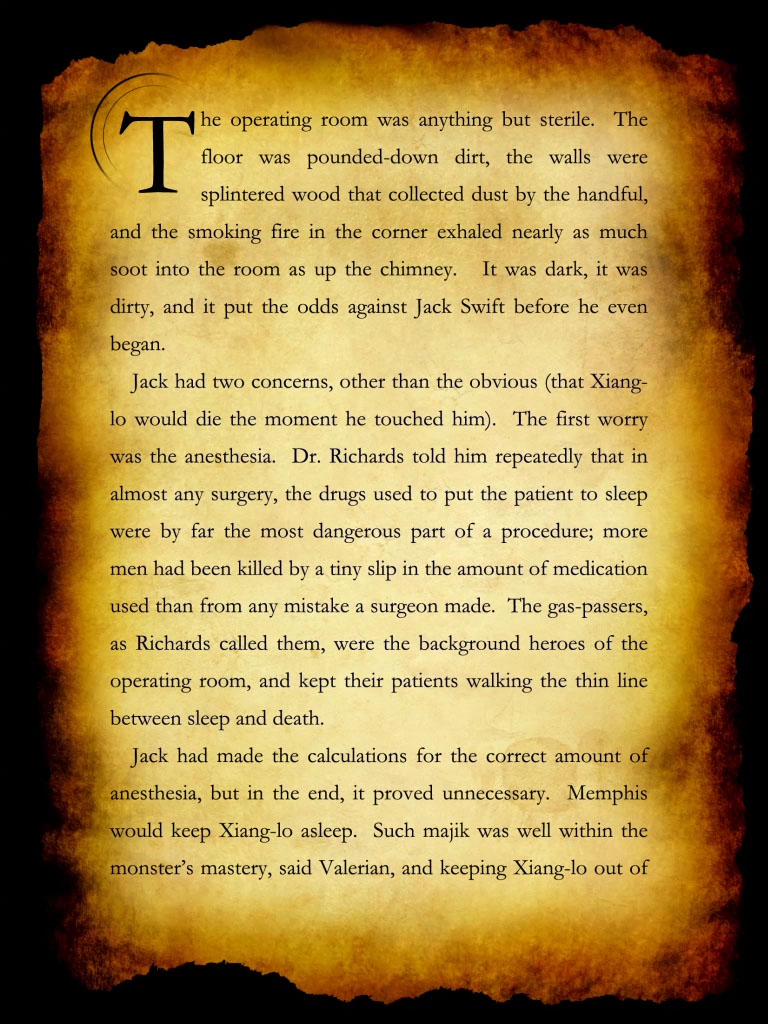 The operating room was anything but sterile.  The
floor was pounded-down dirt, the walls were
splintered wood that collected dust by the handful,
and the smoking fire in the corner exhaled nearly as much
soot into the room as up the chimney.   It was dark, it was
dirty, and it put the odds against Jack Swift before he even
began.
Jack had two concerns, other than the obvious (that Xiang-
lo would die the moment he touched him).  The first worry
was the anesthesia.  Dr. Richards told him repeatedly that in
almost any surgery, the drugs used to put the patient to sleep
were by far the most dangerous part of a procedure; more
men had been killed by a tiny slip in the amount of medication
used than from any mistake a surgeon made.  The gas-passers,
as Richards called them, were the background heroes of the
operating room, and kept their patients walking the thin line
between sleep and death.
Jack had made the calculations for the correct amount of
anesthesia, but in the end, it proved unnecessary.  Memphis
would keep Xiang-lo asleep.  Such majik was well within the
monster’s mastery, said Valerian, and keeping Xiang-lo out of